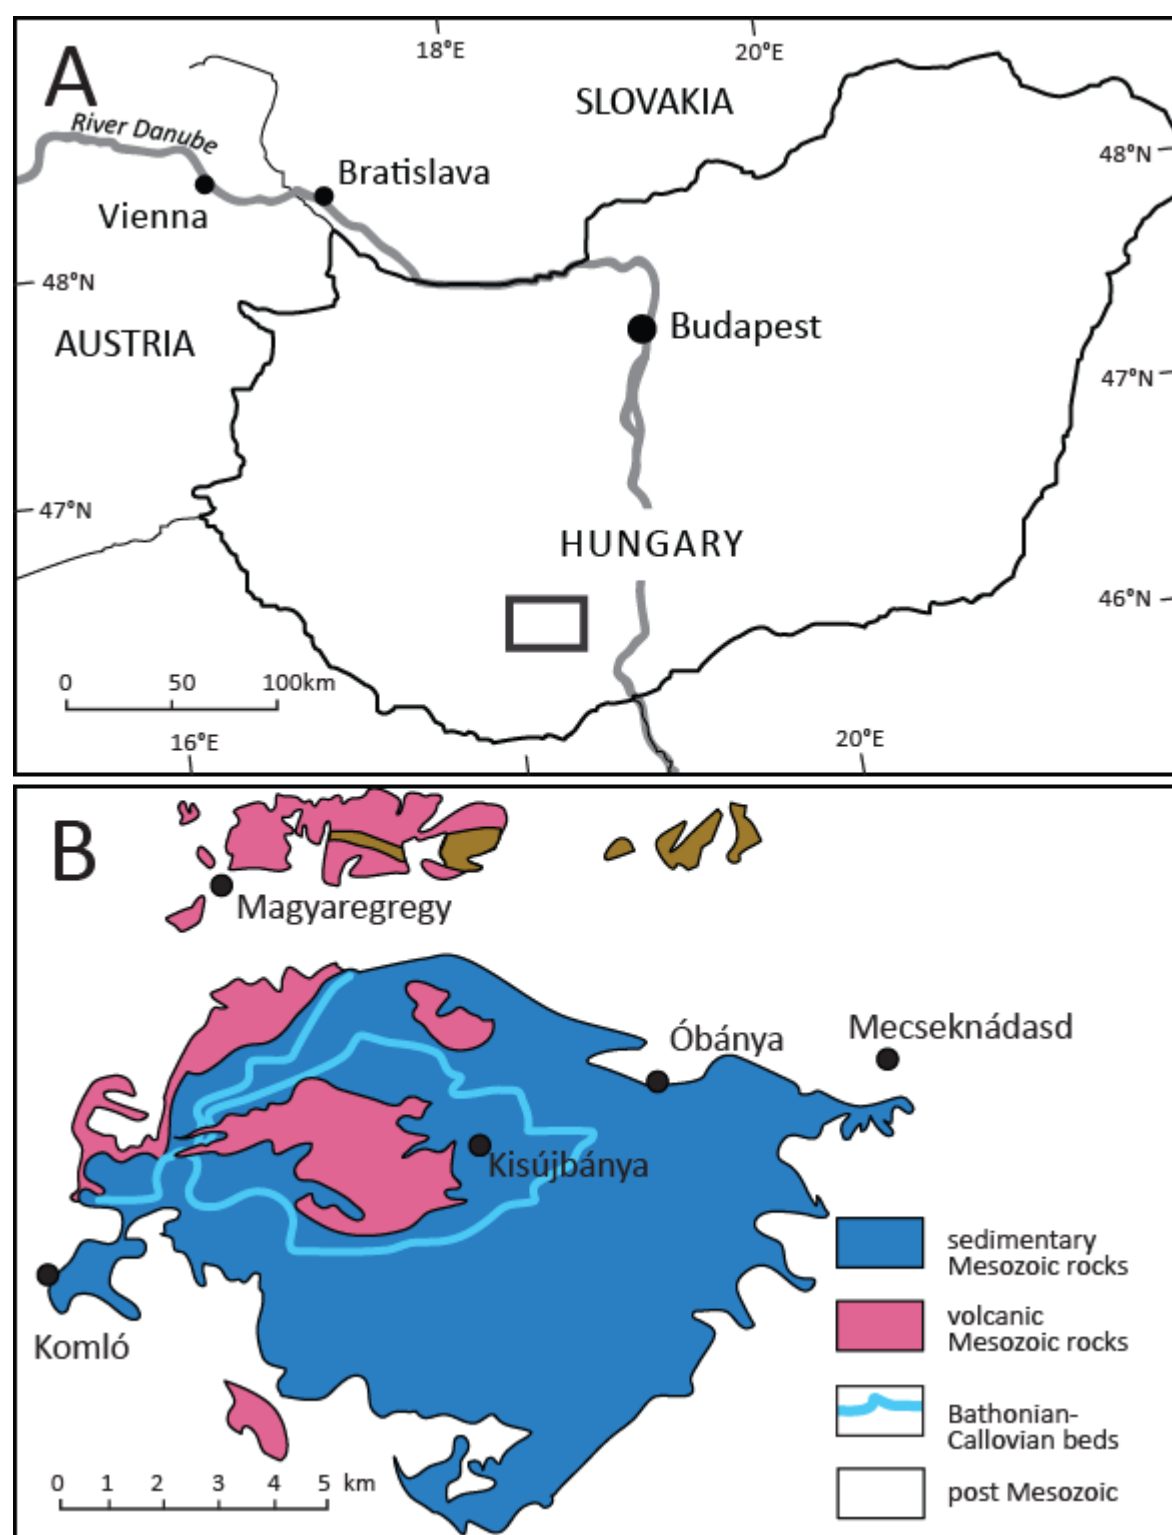 A
18°E
20°E
SLOVAKIA
River Danube
Bratislava
48°N
Vienna
48°N
AUSTRIA
Budapest
47°N
47°N
HUNGARY
46°N
0 50 100km
16°E
20°E
B
Magyaregregy
Óbánya
Mecseknádasd
Kisújbánya
Komló
sedimentary
Mesozoic rocks
volcanic
Mesozoic rocks
Bathonian-
Callovian beds
post Mesozoic
0 1 2 3 4 5 km